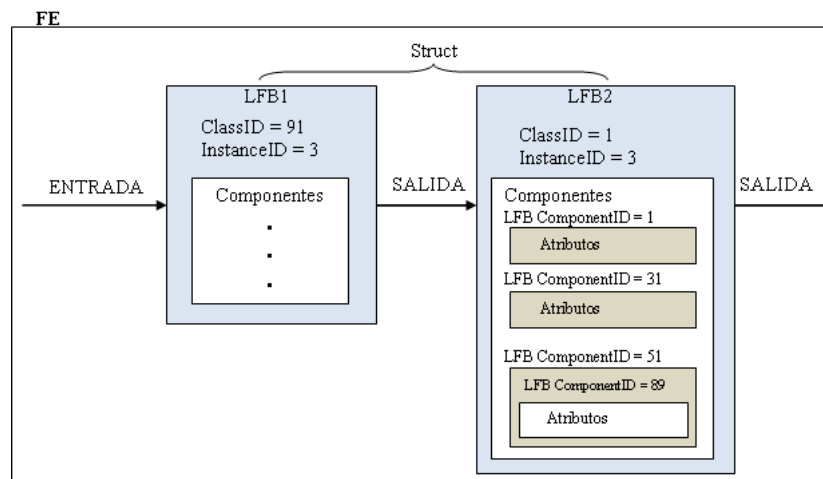 FE
Struct
LFB1
ClassID = 91
InstanceID = 3
ENTRADA
Componentes
SALIDA
LFB2
ClassID = 1
InstanceID = 3
Componentes
LFB ComponentID = 1
Atributos
LFB ComponentID = 31
Atributos
LFB ComponentID = 51
LFB ComponentID = 89
Atributos
SALIDA